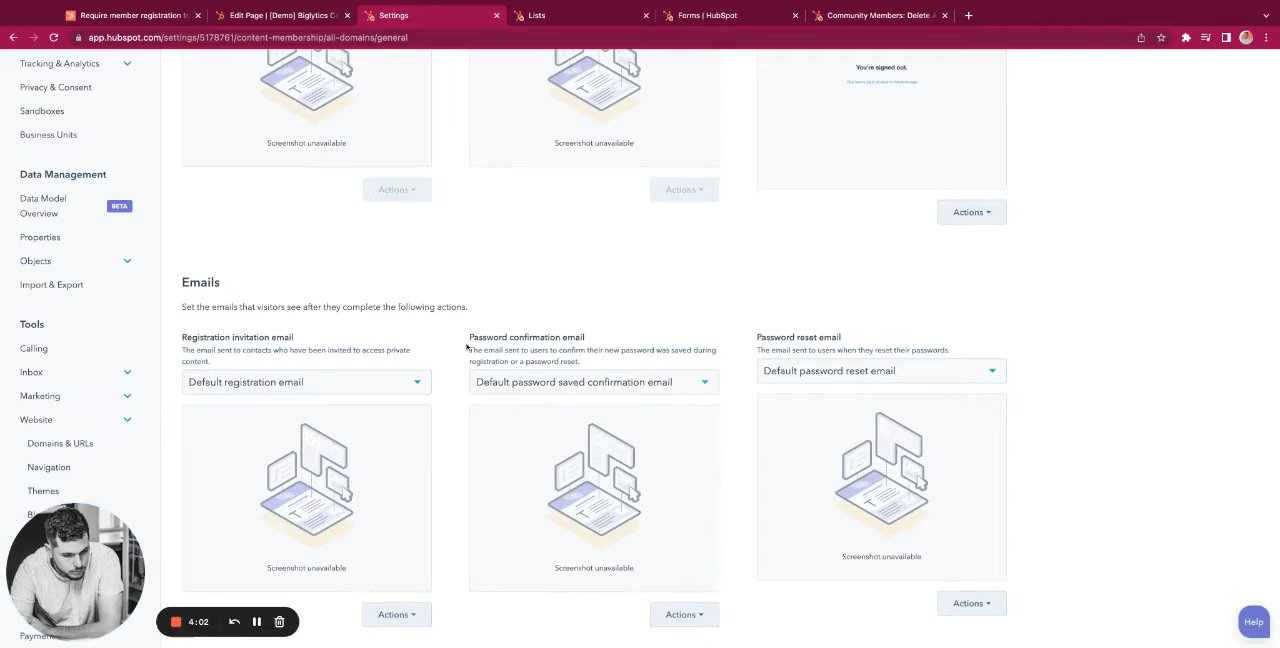 Require member registration to
Edit Page | [Demo] Biglytics C
Settings
Lists
Forms | HubSpot
Community Members: Delete A
app.hubspot.com/settings/5178761/content-membership/all-domains/general
Tracking & Analytics
Privacy & Consent
Sandboxes
Business Units
Data Management
Data Model
Overview
BETA
Properties
Objects
Import & Export
Tools
Calling
Inbox
Marketing
Website
Domains & URLs
Navigation
Themes
Screenshot unavailable
Actions
Screenshot unavailable
Actions
You're signed out.
Actions
Emails
Set the emails that visitors see after they complete the following actions.
Registration invitation email
The email sent to contacts who have been invited to access private
content.
Default registration email
Screenshot unavailable
Actions
Password confirmation email
The email sent to users to confirm their new password was saved during
registration or a password reset.
Default password saved confirmation email
Screenshot unavailable
Actions
Password reset email
The email sent to users when they reset their passwords.
Default password reset email
Screenshot unavailable
Actions
4:02
Help